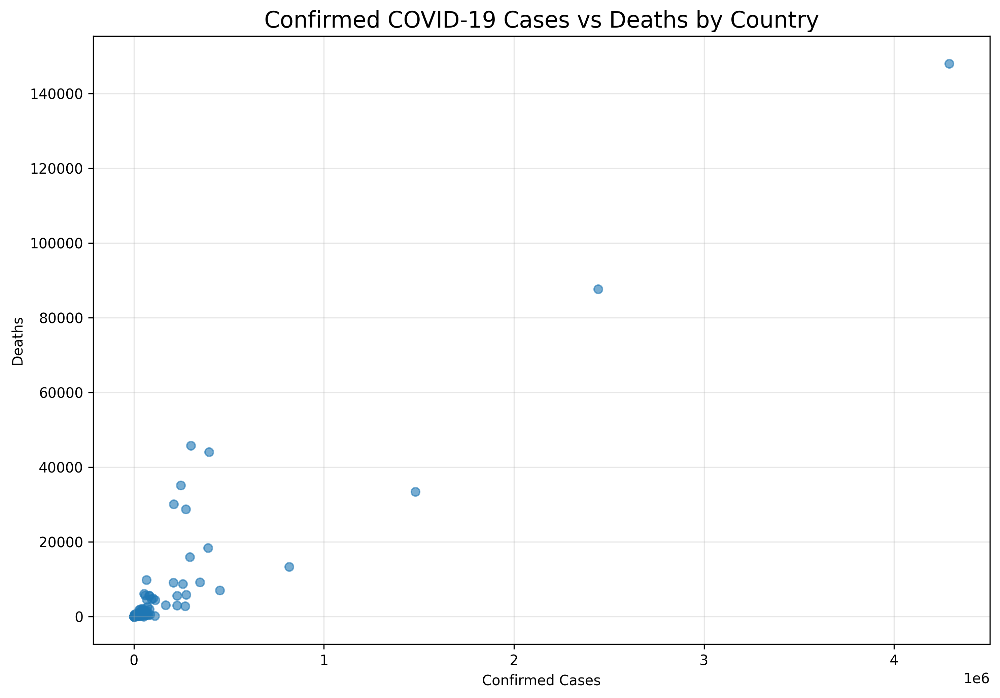 Confirmed COVID-19 Cases vs Deaths by Country
140000
120000
100000
80000
60000
40000
20000
0
Deaths
0 1 2 3 4
1e6
Confirmed Cases